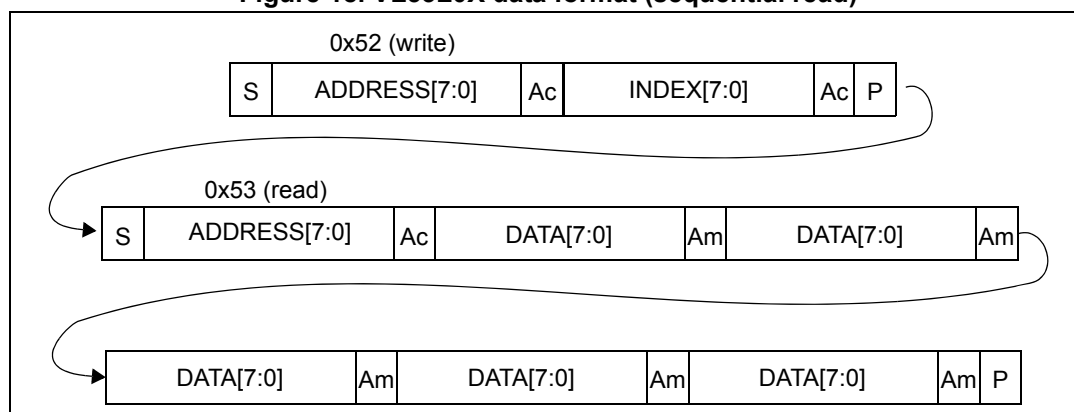 0x52 (write)
S ADDRESS[7:0] Ac INDEX[7:0] Ac P
0x53 (read)
S ADDRESS[7:0] Ac DATA[7:0] Am DATA[7:0] Am
DATA[7:0] Am DATA[7:0] Am DATA[7:0] Am P